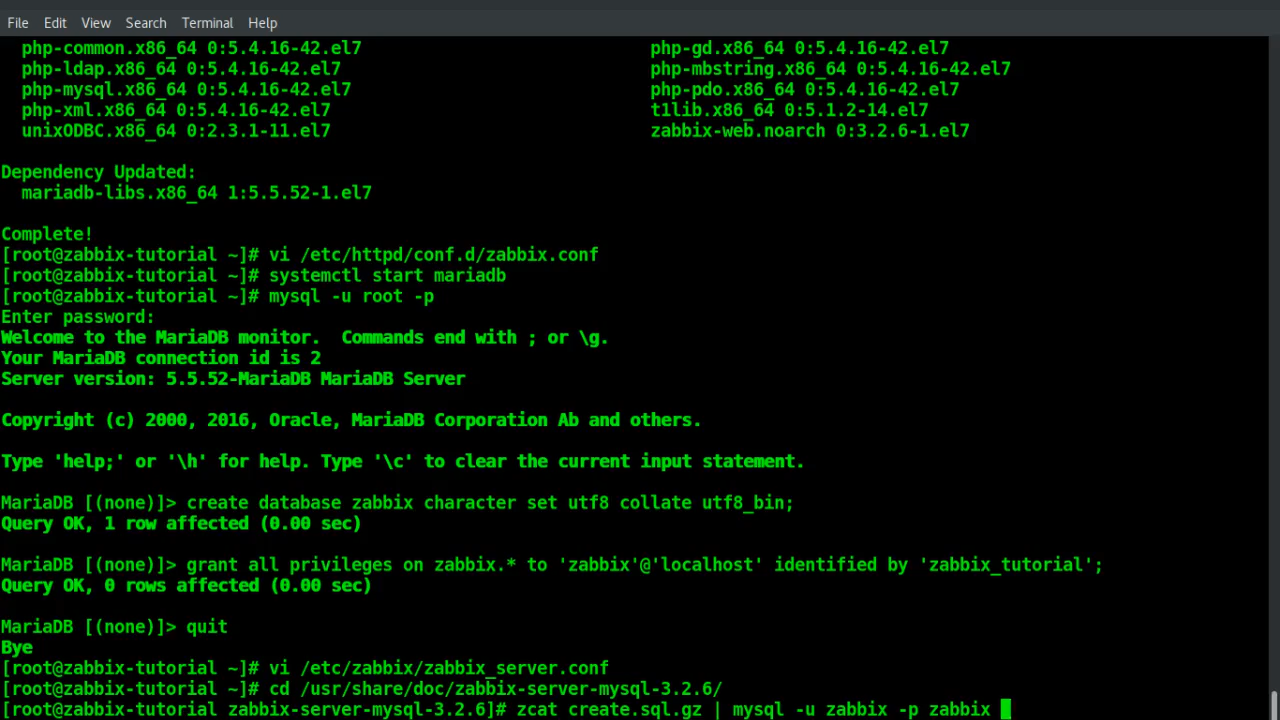 File Edit View Search Terminal Help
php-common.x86_64 0:5.4.16-42.el7 php-gd.x86_64 0:5.4.16-42.el7
php-ldap.x86_64 0:5.4.16-42.el7 php-mbstring.x86_64 0:5.4.16-42.el7
php-mysql.x86_64 0:5.4.16-42.el7 php-pdo.x86_64 0:5.4.16-42.el7
php-xml.x86_64 0:5.4.16-42.el7 t1lib.x86_64 0:5.1.2-14.el7
unixODBC.x86_64 0:2.3.1-11.el7 zabbix-web.noarch 0:3.2.6-1.el7
Dependency Updated:
mariadb-libs.x86_64 1:5.5.52-1.el7
Complete!
[root@zabbix-tutorial ~]# vi /etc/httpd/conf.d/zabbix.conf
[root@zabbix-tutorial ~]# systemctl start mariadb
[root@zabbix-tutorial ~]# mysql -u root -p
Enter password:
Welcome to the MariaDB monitor.  Commands end with ; or \g.
Your MariaDB connection id is 2
Server version: 5.5.52-MariaDB MariaDB Server
Copyright (c) 2000, 2016, Oracle, MariaDB Corporation Ab and others.
Type 'help;' or '\h' for help. Type '\c' to clear the current input statement.
MariaDB [(none)]> create database zabbix character set utf8 collate utf8_bin;
Query OK, 1 row affected (0.00 sec)
MariaDB [(none)]> grant all privileges on zabbix.* to 'zabbix'@'localhost' identified by 'zabbix_tutorial';
Query OK, 0 rows affected (0.00 sec)
MariaDB [(none)]> quit
Bye
[root@zabbix-tutorial ~]# vi /etc/zabbix/zabbix_server.conf
[root@zabbix-tutorial ~]# cd /usr/share/doc/zabbix-server-mysql-3.2.6/
[root@zabbix-tutorial zabbix-server-mysql-3.2.6]# zcat create.sql.gz | mysql -u zabbix -p zabbix